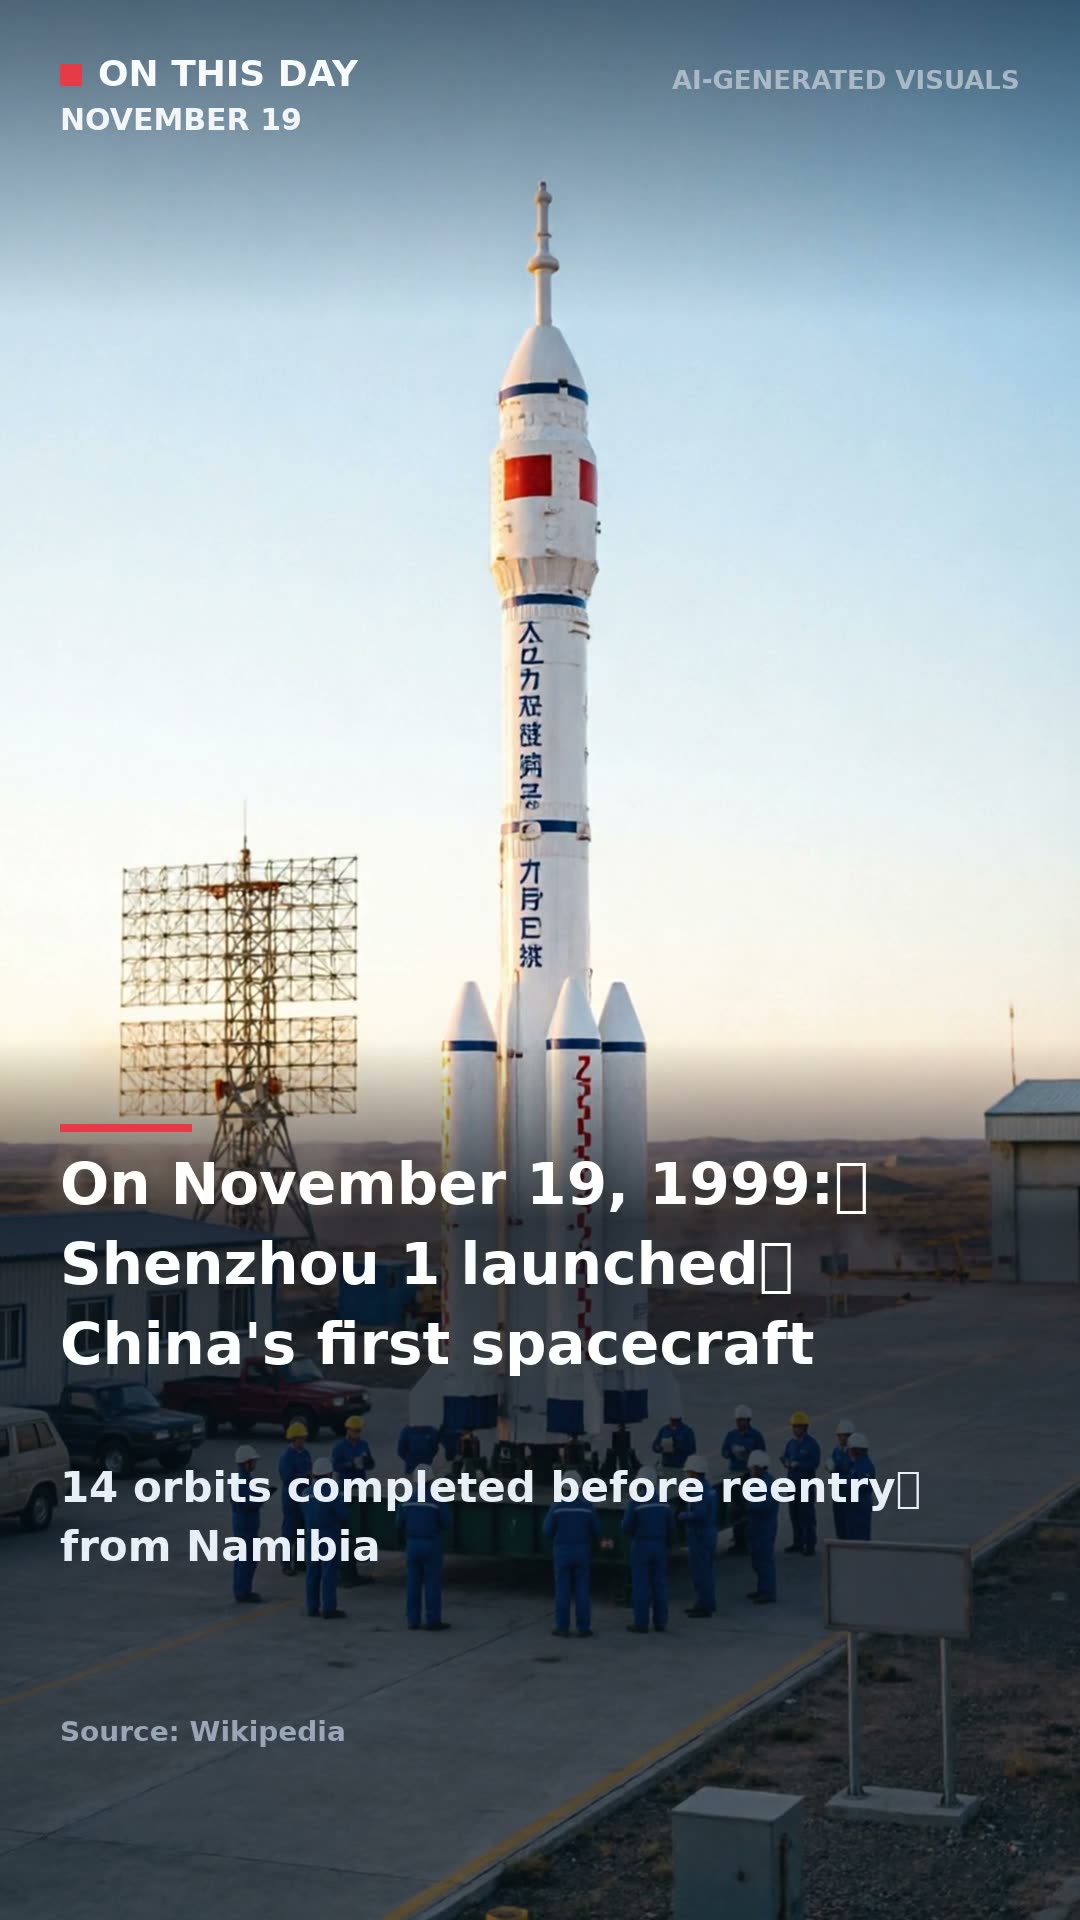 ON THIS DAY
AI-GENERATED VISUALS
NOVEMBER 19
On November 19, 1999:
Shenzhou 1 launched
China's first spacecraft
14 orbits completed before reentry
from Namibia
Source: Wikipedia